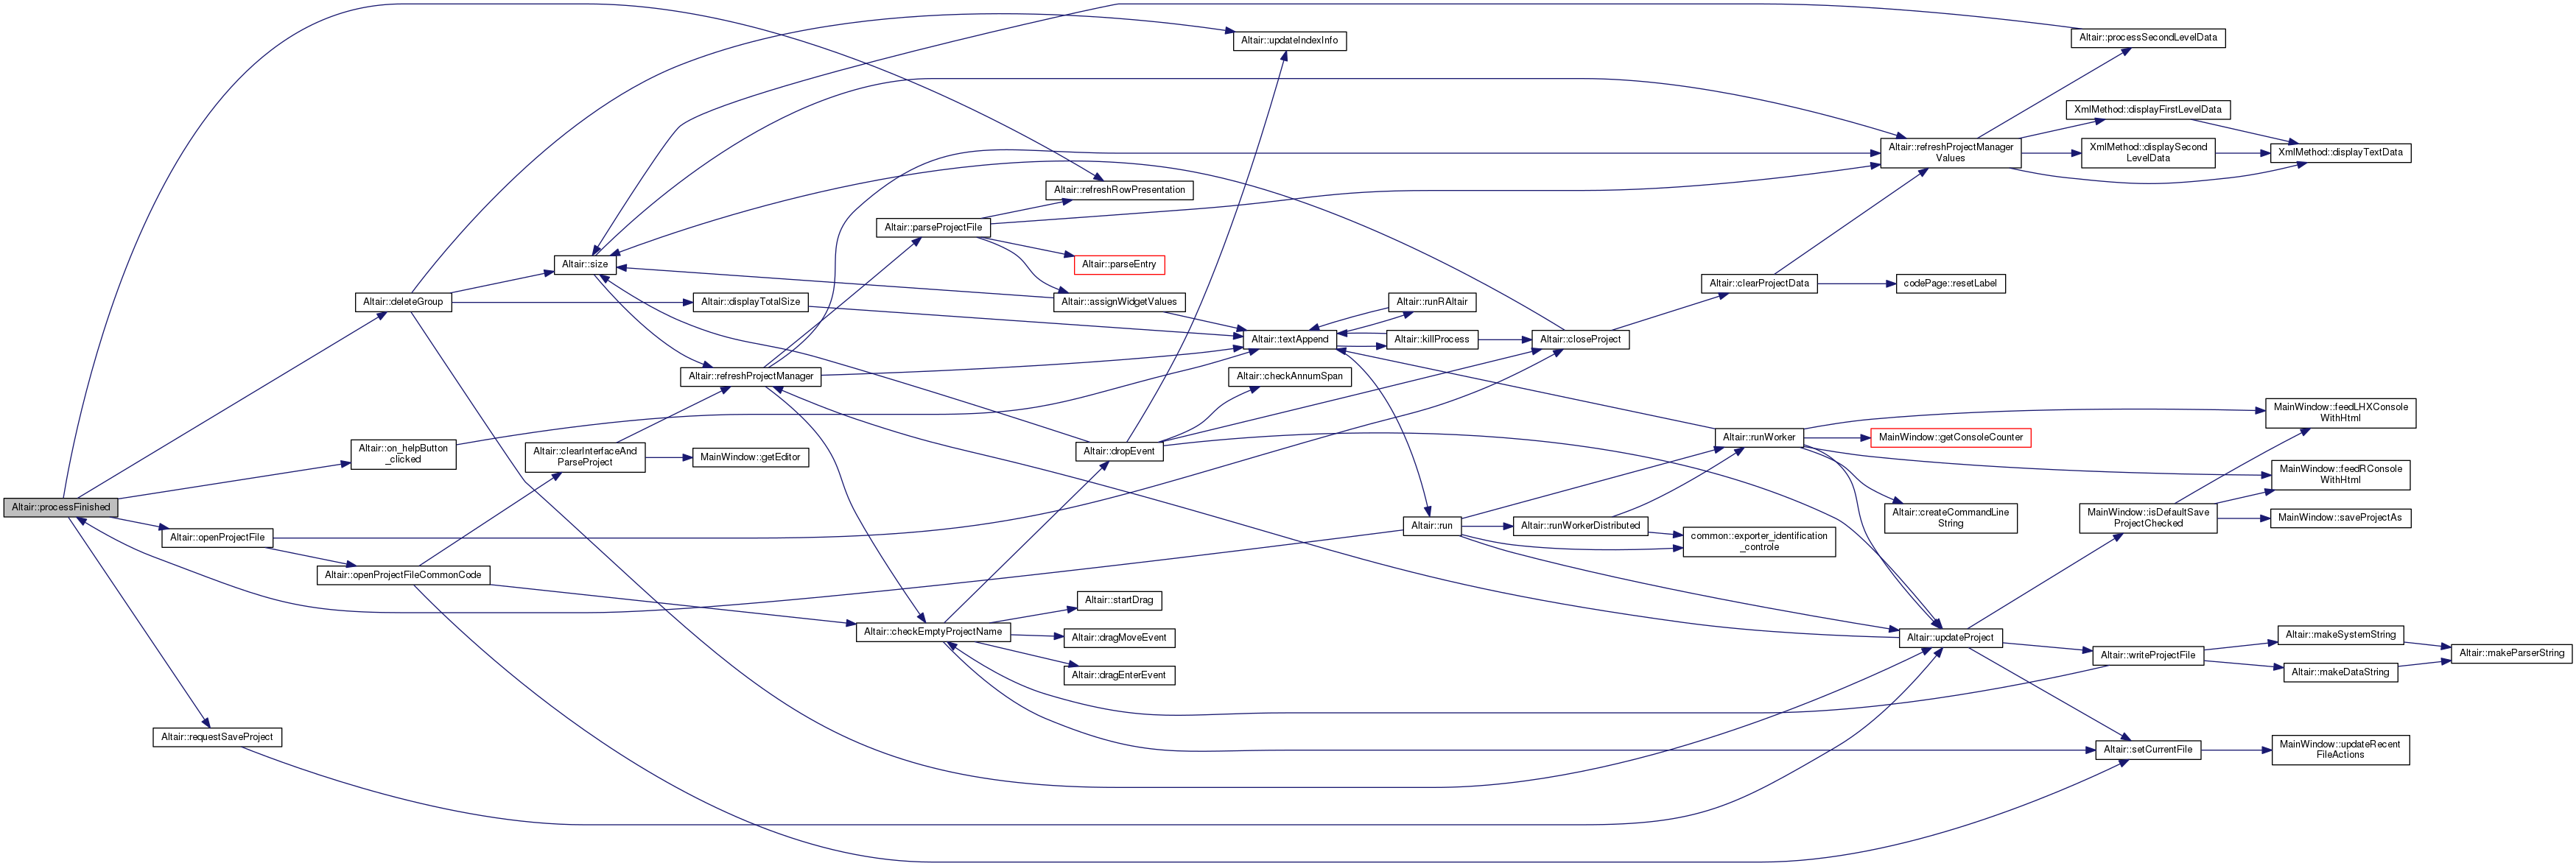 Altair::processFinished
Altair::deleteGroup
Altair::on_helpButton
_clicked
Altair::openProjectFile
Altair::openProjectFileCommonCode
Altair::requestSaveProject
Altair::size
Altair::displayTotalSize
Altair::refreshProjectManager
Altair::clearInterfaceAnd
ParseProject
MainWindow::getEditor
Altair::parseProjectFile
Altair::checkEmptyProjectName
Altair::updateIndexInfo
Altair::refreshRowPresentation
Altair::parseEntry
Altair::assignWidgetValues
Altair::textAppend
Altair::checkAnnumSpan
Altair::dropEvent
Altair::startDrag
Altair::dragMoveEvent
Altair::dragEnterEvent
Altair::runRAltair
Altair::killProcess
Altair::run
Altair::closeProject
Altair::runWorkerDistributed
Altair::clearProjectData
Altair::runWorker
common::exporter_identification
_controle
Altair::processSecondLevelData
Altair::refreshProjectManager
Values
codePage::resetLabel
MainWindow::getConsoleCounter
Altair::createCommandLine
String
Altair::updateProject
XmlMethod::displayFirstLevelData
XmlMethod::displaySecond
LevelData
XmlMethod::displayTextData
MainWindow::feedLHXConsole
WithHtml
MainWindow::feedRConsole
WithHtml
MainWindow::isDefaultSave
ProjectChecked
MainWindow::saveProjectAs
Altair::writeProjectFile
Altair::makeSystemString
Altair::makeDataString
Altair::makeParserString
Altair::setCurrentFile
MainWindow::updateRecent
FileActions